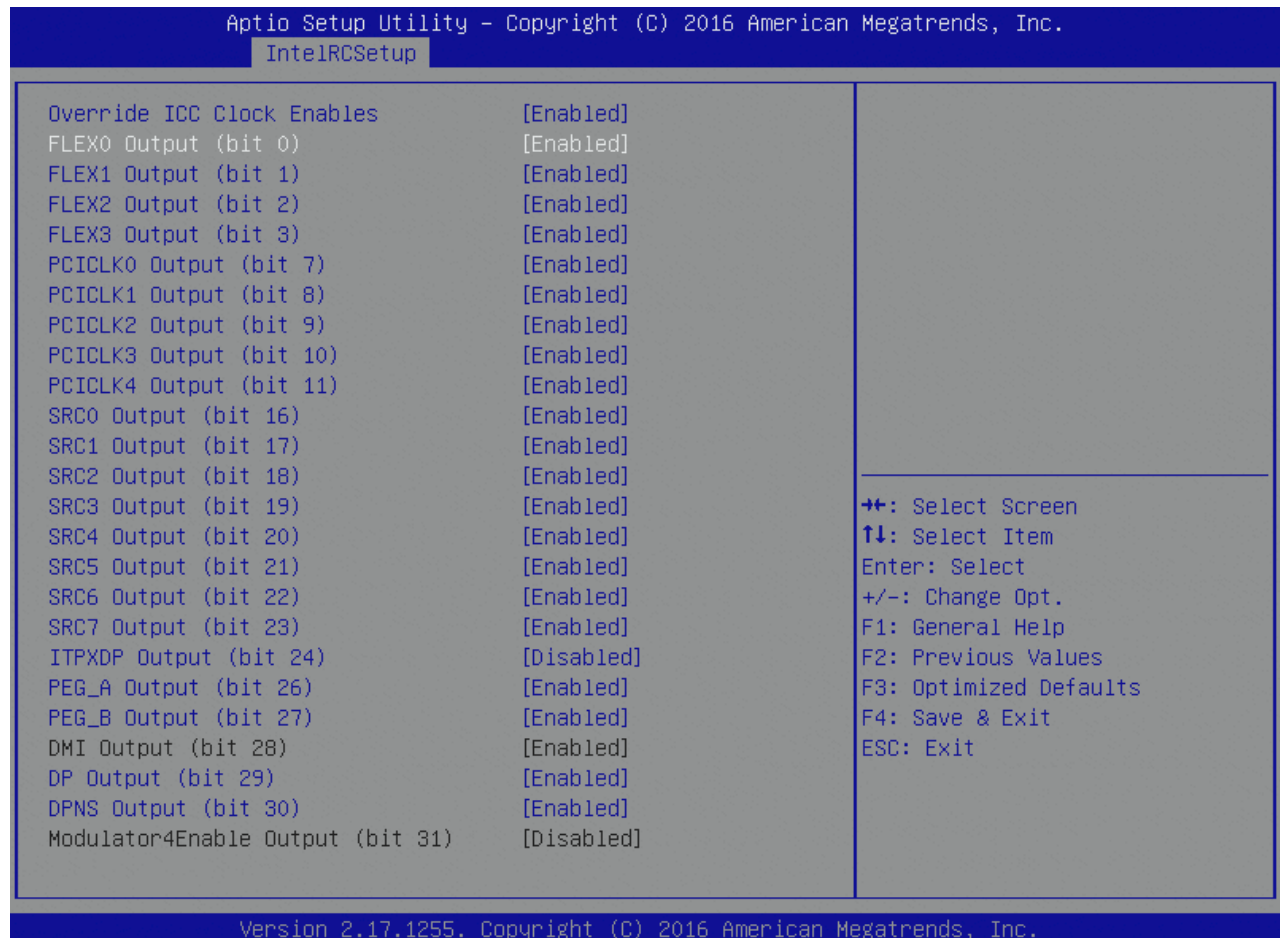 Aptio Setup Utility – Copyright (C) 2016 American Megatrends, Inc.
IntelRCSetup
Override ICC Clock Enables [Enabled]
FLEX0 Output (bit 0) [Enabled]
FLEX1 Output (bit 1) [Enabled]
FLEX2 Output (bit 2) [Enabled]
FLEX3 Output (bit 3) [Enabled]
PCICLK0 Output (bit 7) [Enabled]
PCICLK1 Output (bit 8) [Enabled]
PCICLK2 Output (bit 9) [Enabled]
PCICLK3 Output (bit 10) [Enabled]
PCICLK4 Output (bit 11) [Enabled]
SRC0 Output (bit 16) [Enabled]
SRC1 Output (bit 17) [Enabled]
SRC2 Output (bit 18) [Enabled]
SRC3 Output (bit 19) [Enabled]
SRC4 Output (bit 20) [Enabled]
SRC5 Output (bit 21) [Enabled]
SRC6 Output (bit 22) [Enabled]
SRC7 Output (bit 23) [Enabled]
ITPXDP Output (bit 24) [Disabled]
PEG_A Output (bit 26) [Enabled]
PEG_B Output (bit 27) [Enabled]
DMI Output (bit 28) [Enabled]
DP Output (bit 29) [Enabled]
DPNS Output (bit 30) [Enabled]
Modulator4Enable Output (bit 31) [Disabled]
→←: Select Screen
↑↓: Select Item
Enter: Select
+/-: Change Opt.
F1: General Help
F2: Previous Values
F3: Optimized Defaults
F4: Save & Exit
ESC: Exit
Version 2.17.1255. Copyright (C) 2016 American Megatrends, Inc.